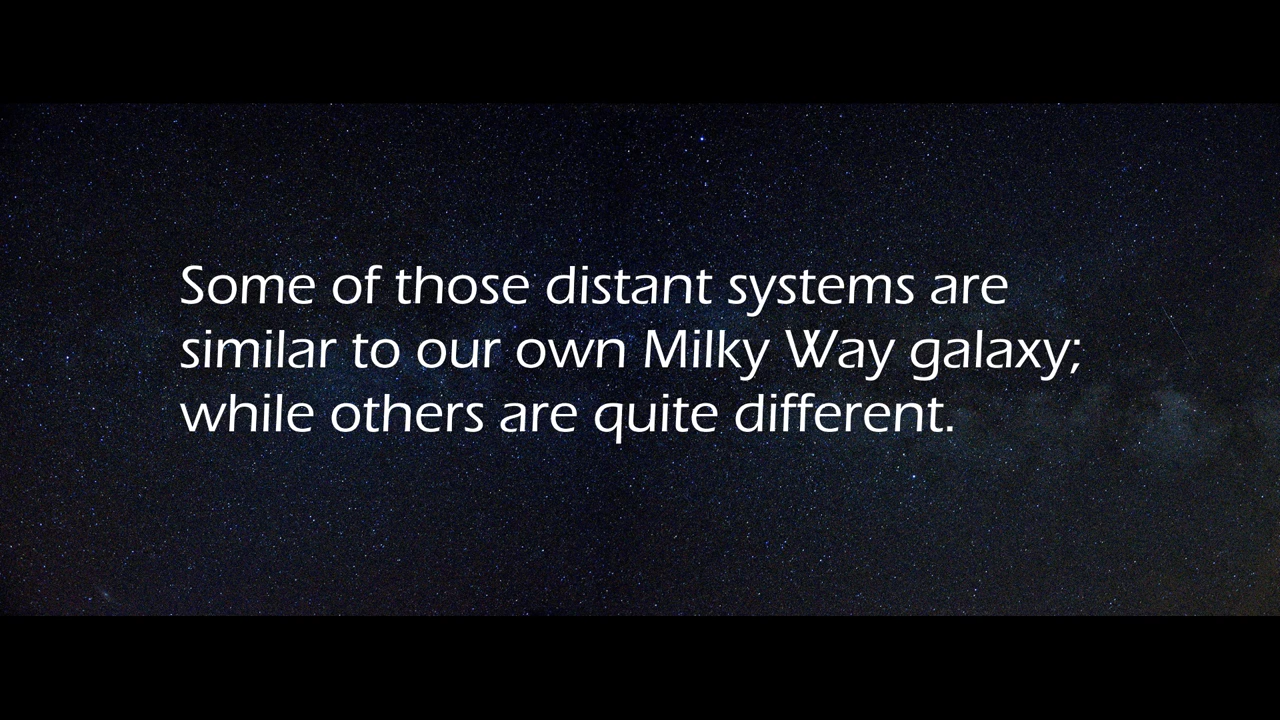 Some of those distant systems are
similar to our own Milky Way galaxy;
while others are quite different.